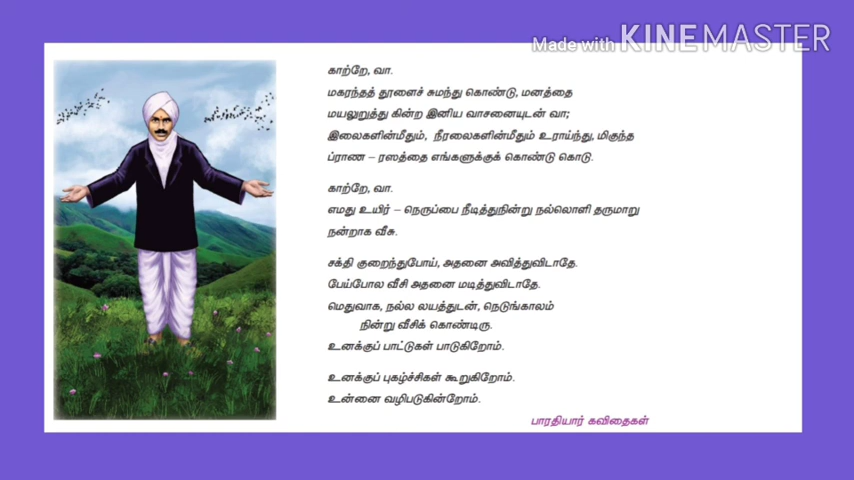 Made with KINEMASTER
காற்றே, வா.
மகரந்தத் தூளைச் சுமந்து கொண்டு, மனத்தை
மயலுறுத்து கின்ற இனிய வாசனையுடன் வா;
இலைகளின்மீதும், நீரலைகளின்மீதும் உராய்ந்து, மிகுந்த
ப்ராண – ரஸத்தை எங்களுக்குக் கொண்டு கொடு.
காற்றே, வா.
எமது உயிர் – நெருப்பை நீடித்துநின்று நல்லொளி தருமாறு
நன்றாக வீசு.
சக்தி குறைந்துபோய், அதனை அவித்துவிடாதே.
பேய்போல வீசி அதனை மடித்துவிடாதே.
மெதுவாக, நல்ல லயத்துடன், நெடுங்காலம்
நின்று வீசிக் கொண்டிரு.
உனக்குப் பாட்டுகள் பாடுகிறோம்.
உனக்குப் புகழ்ச்சிகள் கூறுகிறோம்.
உன்னை வழிபடுகின்றோம்.
பாரதியார் கவிதைகள்